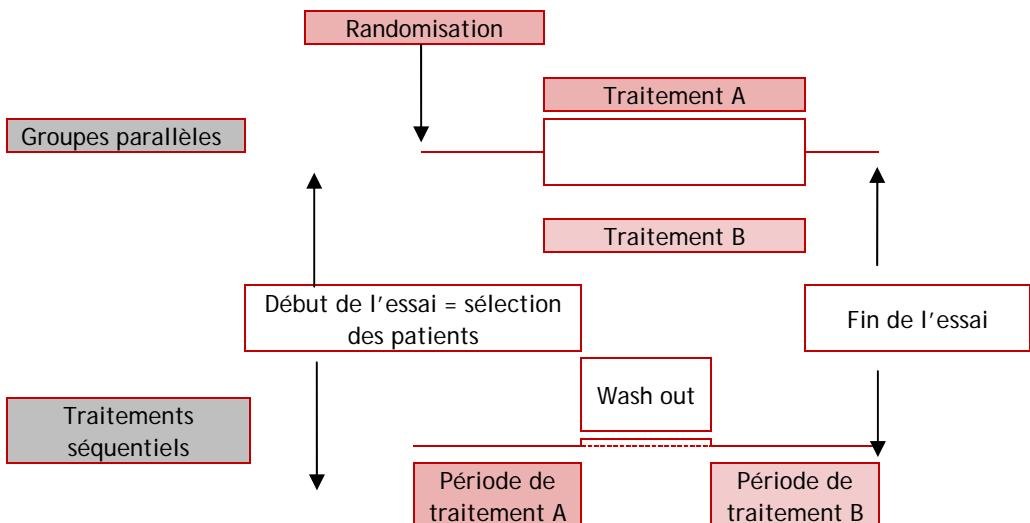 Randomisation
Traitement A
Groupes parallèles
Traitement B
Début de l'essai = sélection
des patients
Fin de l'essai
Wash out
Traitements
séquentiels
Période de
traitement A
Période de
traitement B